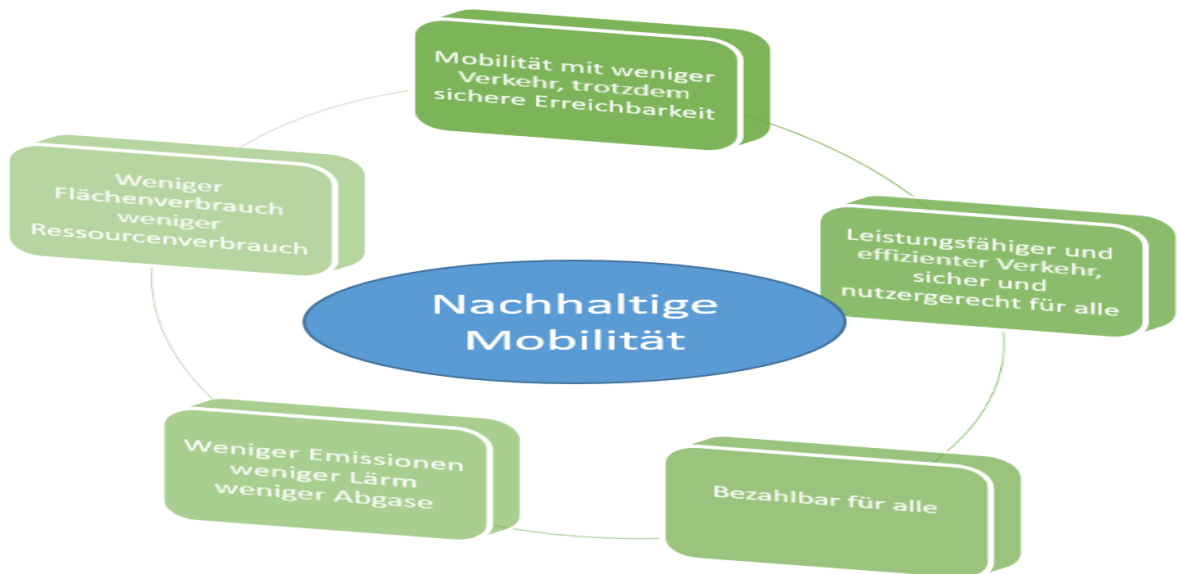 Mobilität mit weniger
Verkehr, trotzdem
sichere Erreichbarkeit
Leistungsfähiger und
effizienter Verkehr,
sicher und
nutzergerecht für alle
Bezahlbar für alle
Weniger Emissionen
weniger Lärm
weniger Abgase
Weniger
Flächenverbrauch
weniger
Ressourcenverbrauch
Nachhaltige
Mobilität